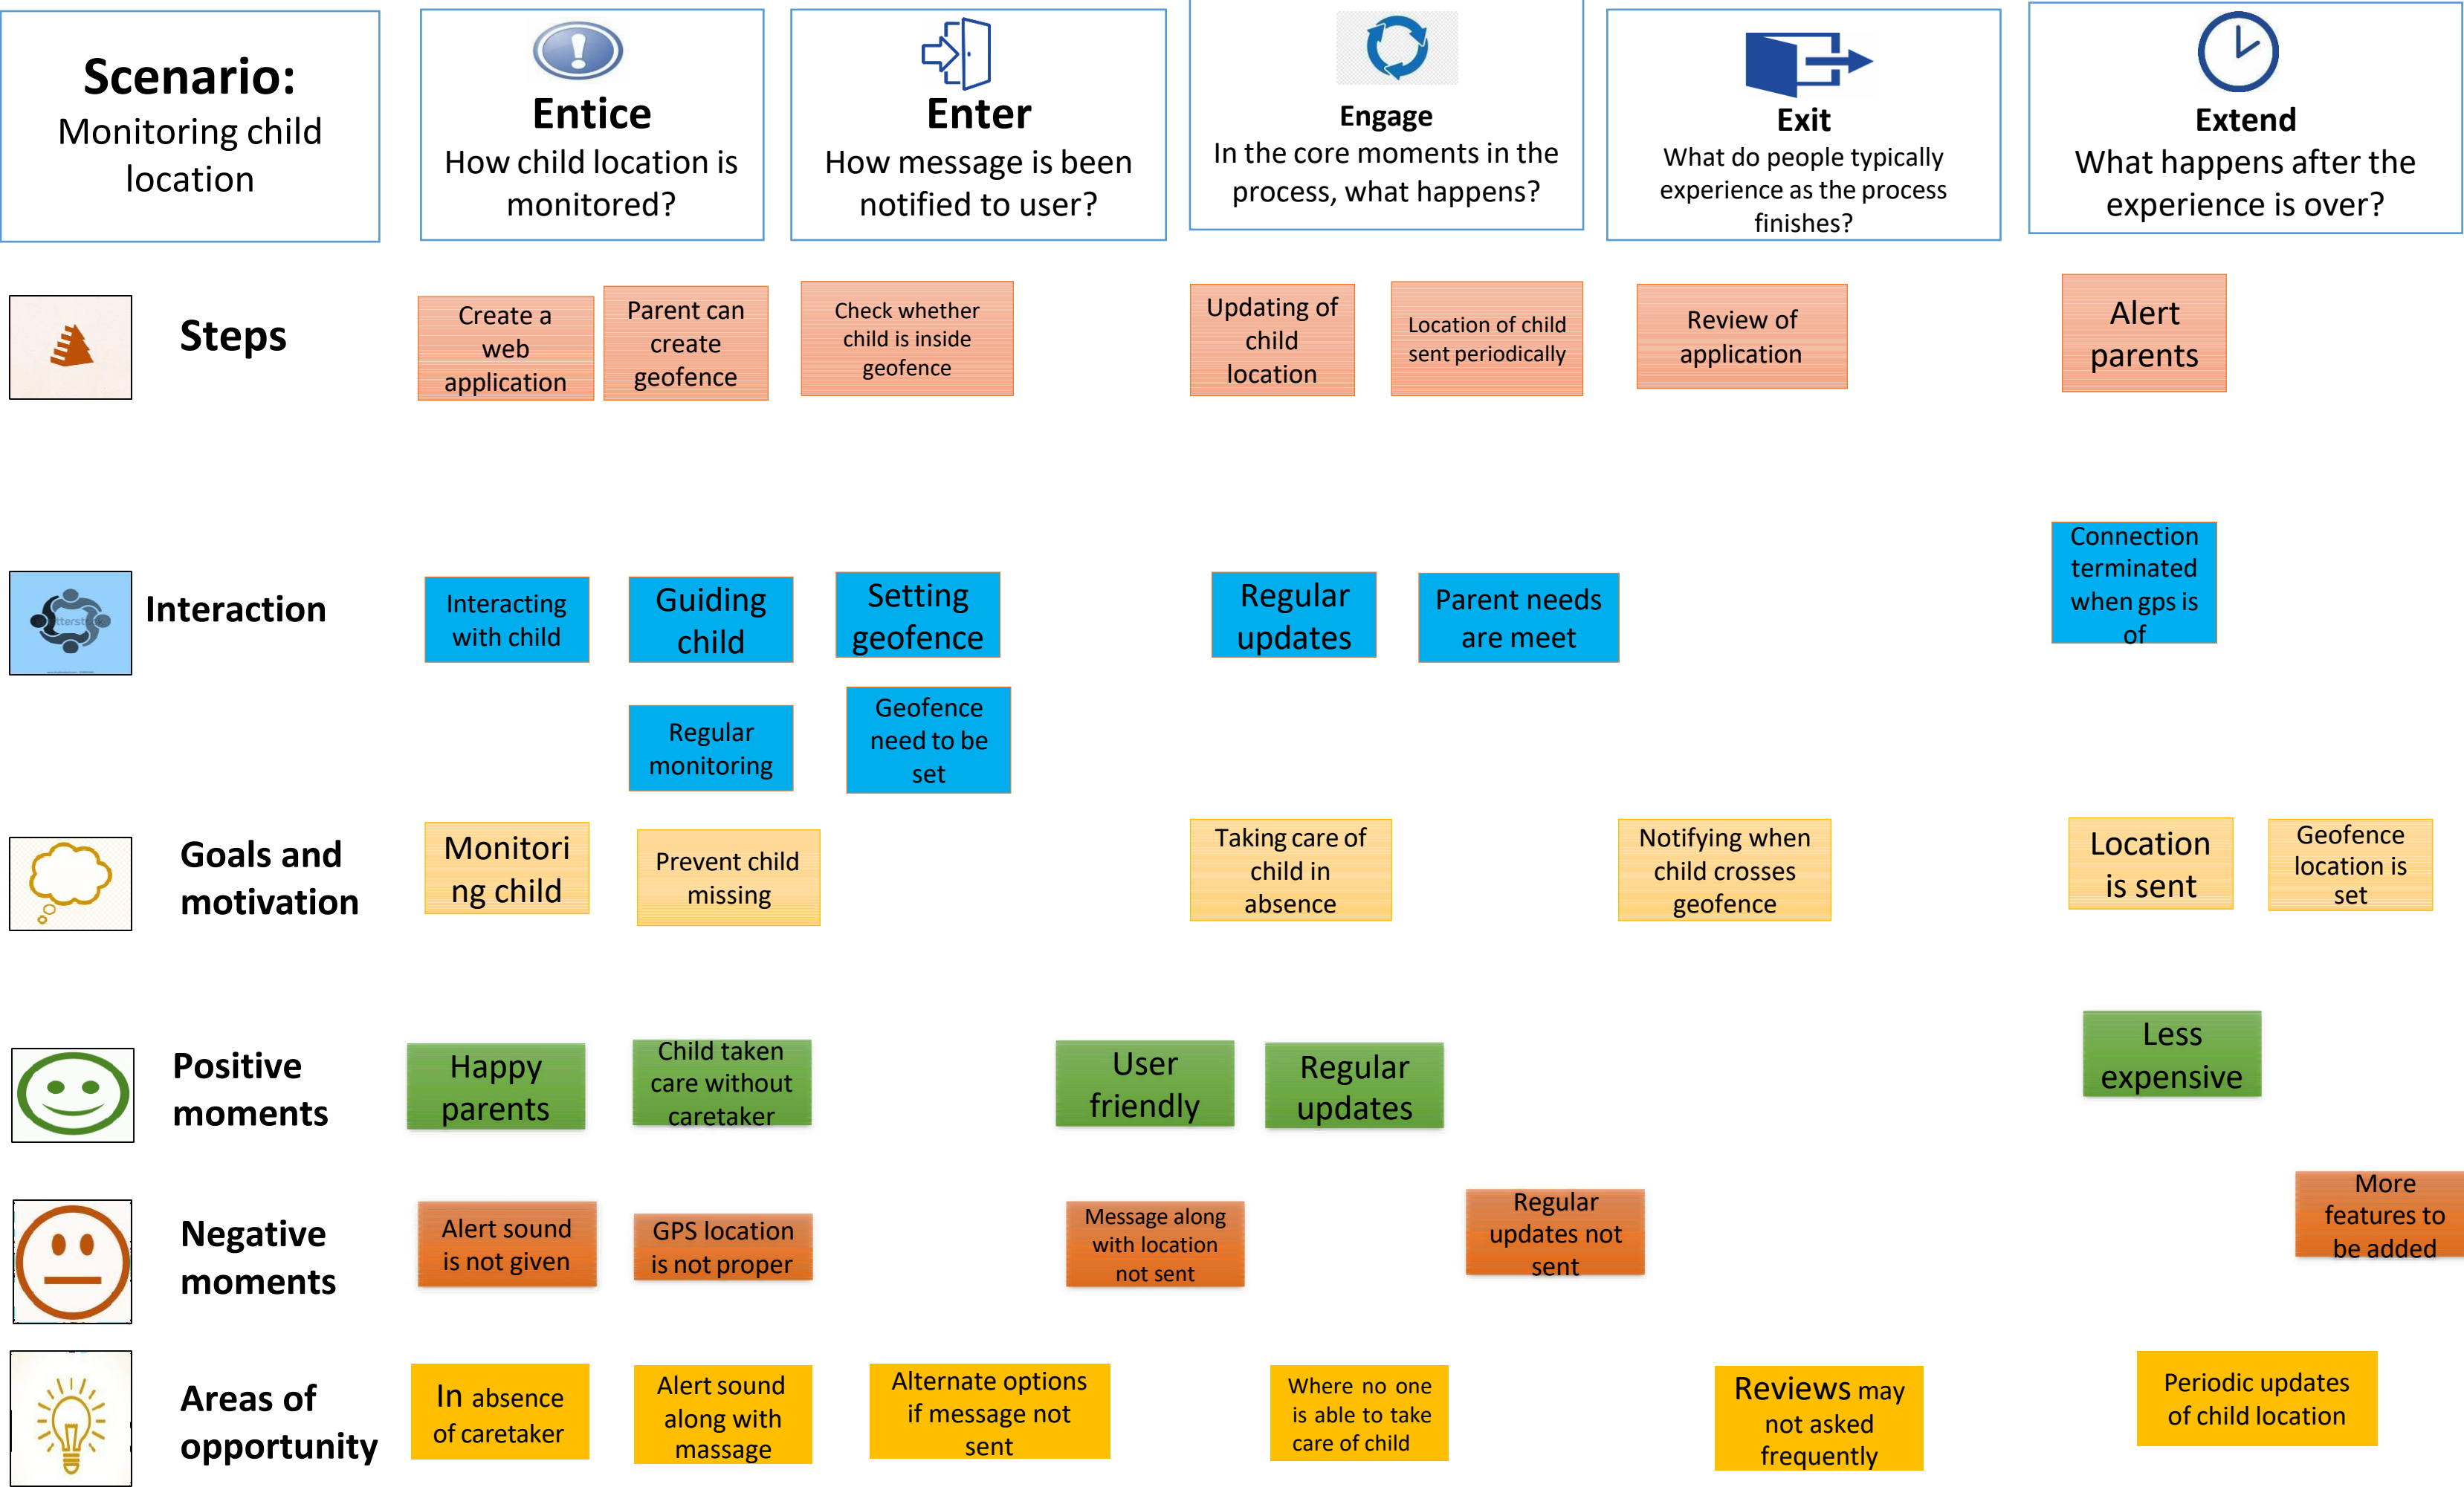 Scenario:
Monitoring child
location
Entice
How child location is
monitored?
Enter
How message is been
notified to user?
Engage
In the core moments in the
process, what happens?
Exit
What do people typically
experience as the process
finishes?
Extend
What happens after the
experience is over?
Steps
Create a
web
application
Parent can
create
geofence
Check whether
child is inside
geofence
Updating of
child
location
Location of child
sent periodically
Review of
application
Alert
parents
Interaction
Interacting
with child
Guiding
child
Setting
geofence
Regular
updates
Parent needs
are meet
Connection
terminated
when gps is
of
Regular
monitoring
Geofence
need to be
set
Goals and
motivation
Monitori
ng child
Prevent child
missing
Taking care of
child in
absence
Notifying when
child crosses
geofence
Location
is sent
Geofence
location is
set
Positive
moments
Happy
parents
Child taken
care without
caretaker
User
friendly
Regular
updates
Less
expensive
Negative
moments
Alert sound
is not given
GPS location
is not proper
Message along
with location
not sent
Regular
updates not
sent
More
features to
be added
Areas of
opportunity
In absence
of caretaker
Alert sound
along with
massage
Alternate options
if message not
sent
Where no one
is able to take
care of child
Reviews may
not asked
frequently
Periodic updates
of child location